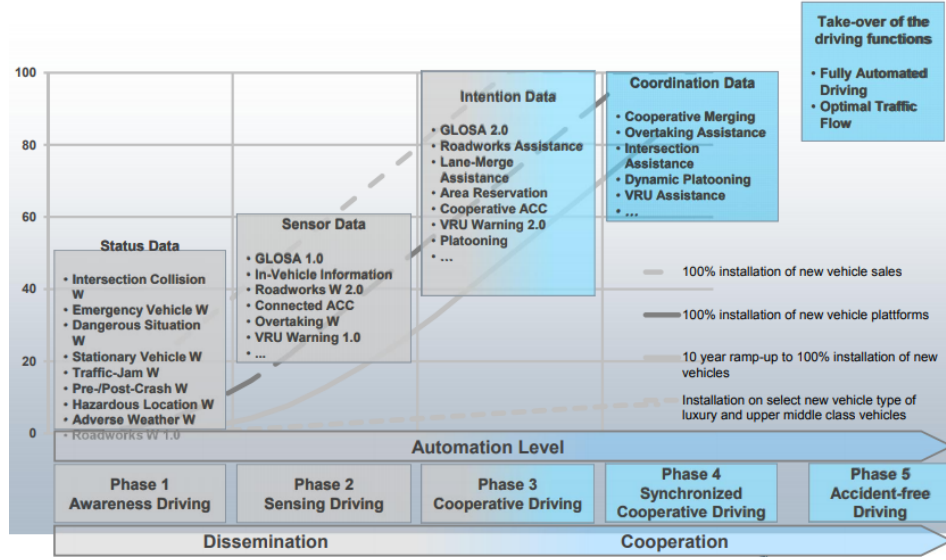 Take-over of the
driving functions
• Fully Automated
Driving
• Optimal Traffic
Flow
100
80
60
40
20
0
Status Data
• Intersection Collision
W
• Emergency Vehicle W
• Dangerous Situation
W
• Stationary Vehicle W
• Traffic-Jam W
• Pre-/Post-Crash W
• Hazardous Location W
• Adverse Weather W
• Roadworks W 1.0
Sensor Data
• GLOSA 1.0
• In-Vehicle Information
• Roadworks W 2.0
• Connected ACC
• Overtaking W
• VRU Warning 1.0
• ...
Intention Data
• GLOSA 2.0
• Roadworks Assistance
• Lane-Merge
Assistance
• Area Reservation
• Cooperative ACC
• VRU Warning 2.0
• Platooning
• ...
Coordination Data
• Cooperative Merging
• Overtaking Assistance
• Intersection
Assistance
• Dynamic Platooning
• VRU Assistance
• ...
100% installation of new vehicle sales
100% installation of new vehicle plattforms
10 year ramp-up to 100% installation of new
vehicles
Installation on select new vehicle type of
luxury and upper middle class vehicles
Automation Level
Phase 1
Awareness Driving
Phase 2
Sensing Driving
Phase 3
Cooperative Driving
Phase 4
Synchronized
Cooperative Driving
Phase 5
Accident-free
Driving
Dissemination
Cooperation